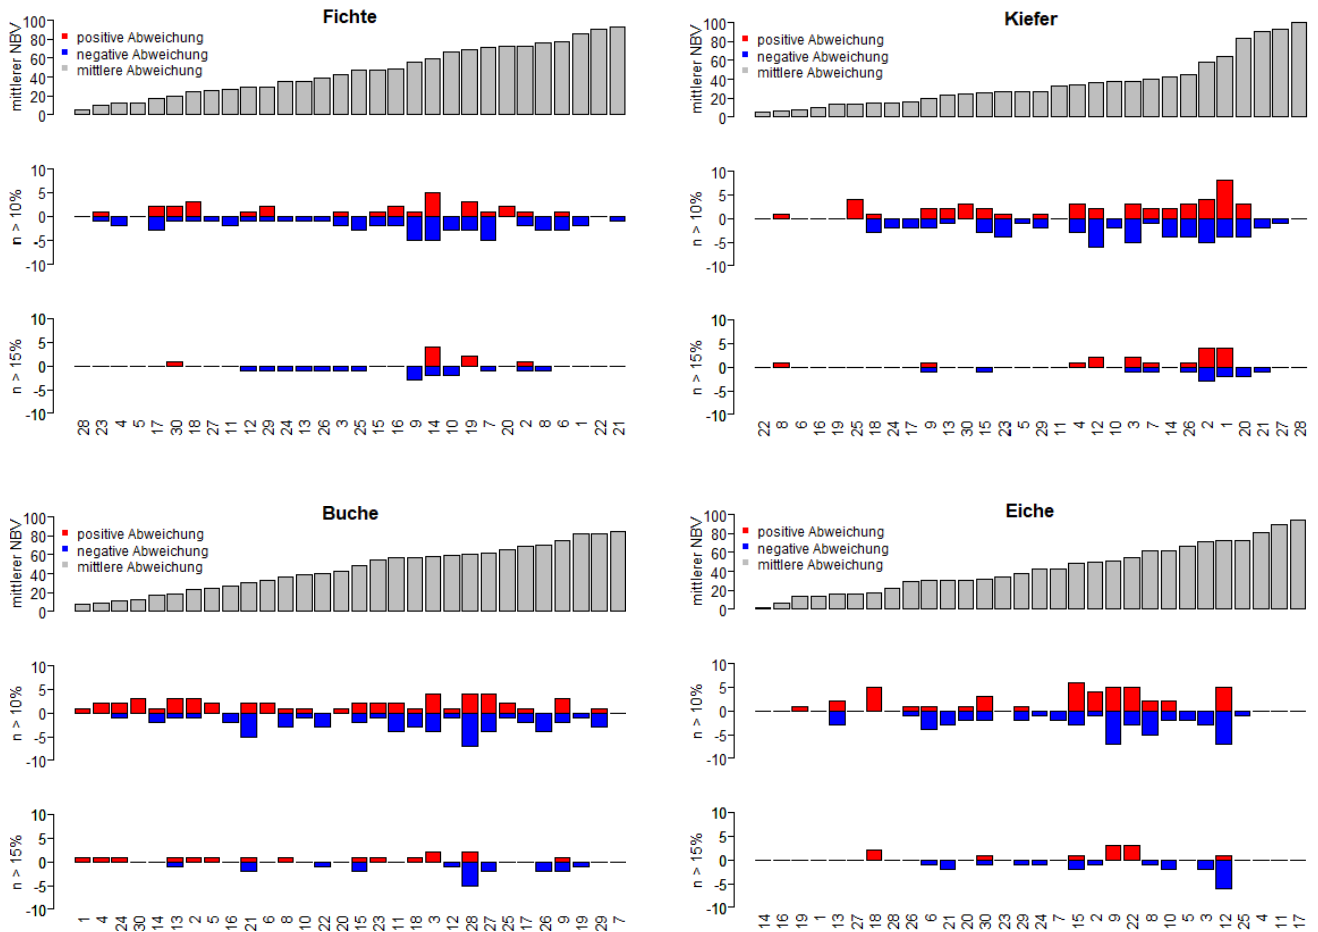 Fichte
mittlerer NBV
100
80
60
40
20
0
positive Abweichung
negative Abweichung
mittlere Abweichung
n > 10%
10
5
0
-5
-10
n > 15%
10
5
0
-5
-10
28 23 4 5 17 30 18 27 11 12 29 24 13 26 3 25 15 16 9 14 10 19 7 20 2 8 6 1 22 21
Kiefer
mittlerer NBV
100
80
60
40
20
0
positive Abweichung
negative Abweichung
mittlere Abweichung
n > 10%
10
5
0
-5
-10
n > 15%
10
5
0
-5
-10
22 8 6 16 19 25 18 24 17 9 13 30 15 23 5 29 11 4 12 10 3 7 14 26 2 1 20 21 27 28
Buche
mittlerer NBV
100
80
60
40
20
0
positive Abweichung
negative Abweichung
mittlere Abweichung
n > 10%
10
5
0
-5
-10
n > 15%
10
5
0
-5
-10
1 4 24 30 14 13 2 5 16 21 6 8 10 22 20 15 23 11 18 3 12 28 27 25 17 26 9 19 29 7
Eiche
mittlerer NBV
100
80
60
40
20
0
positive Abweichung
negative Abweichung
mittlere Abweichung
n > 10%
10
5
0
-5
-10
n > 15%
10
5
0
-5
-10
14 16 19 1 13 27 18 28 26 6 21 20 30 23 29 24 7 15 2 9 22 8 10 5 3 12 25 4 11 17